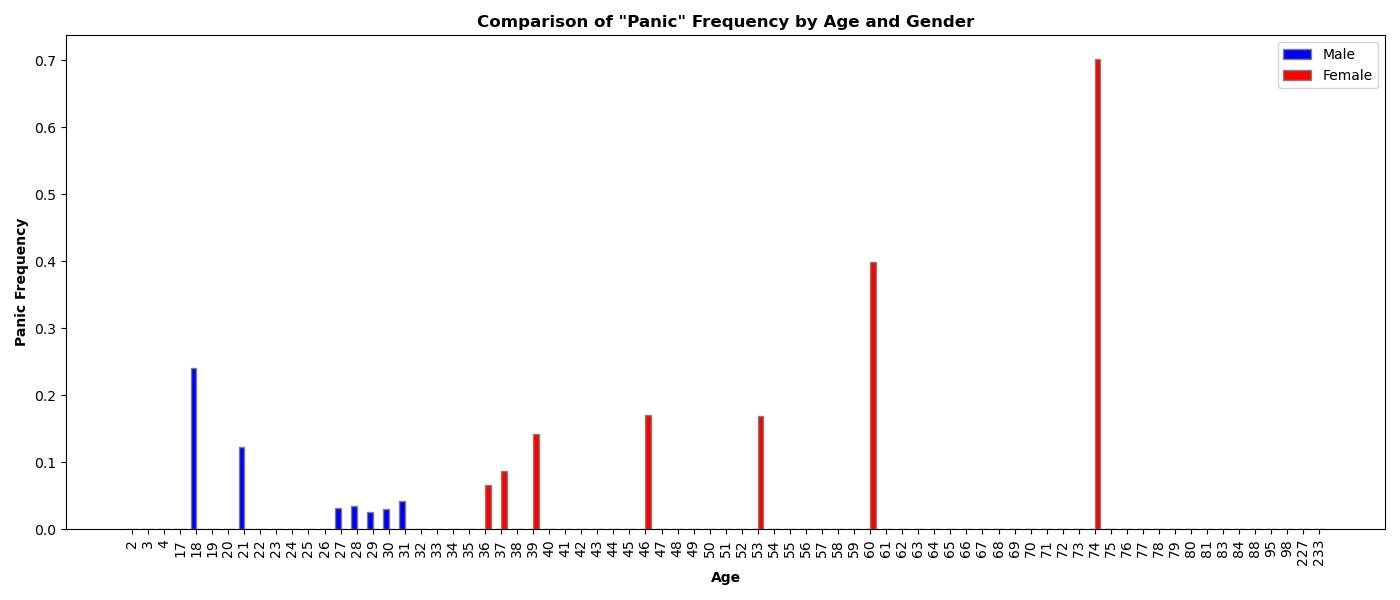 Comparison of "Panic" Frequency by Age and Gender
Male
Female
Panic Frequency
0.7
0.6
0.5
0.4
0.3
0.2
0.1
0.0
2 3 4 17 18 19 20 21 22 23 24 25 26 27 28 29 30 31 32 33 34 35 36 37 38 39 40 41 42 43 44 45 46 47 48 49 50 51 52 53 54 55 56 57 58 59 60 61 62 63 64 65 66 67 68 69 70 71 72 73 74 75 76 77 78 79 80 81 83 84 88 95 98 227 233
Age